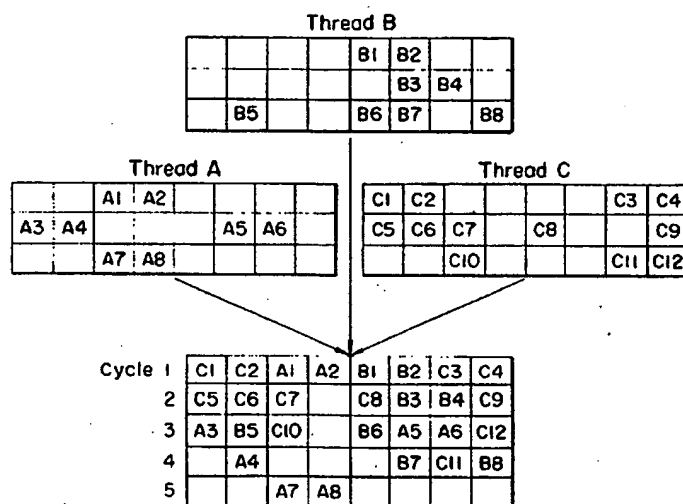 Thread B
B1 B2
B3 B4
B5 B6 B7 B8
Thread A
A1 A2
A3 A4 A5 A6
A7 A8
Thread C
C1 C2 C3 C4
C5 C6 C7 C8 C9
C10 C11 C12
Cycle 1 C1 C2 A1 A2 B1 B2 C3 C4
2 C5 C6 C7 C8 B3 B4 C9
3 A3 B5 C10 B6 A5 A6 C12
4 A4 B7 C11 B8
5 A7 A8